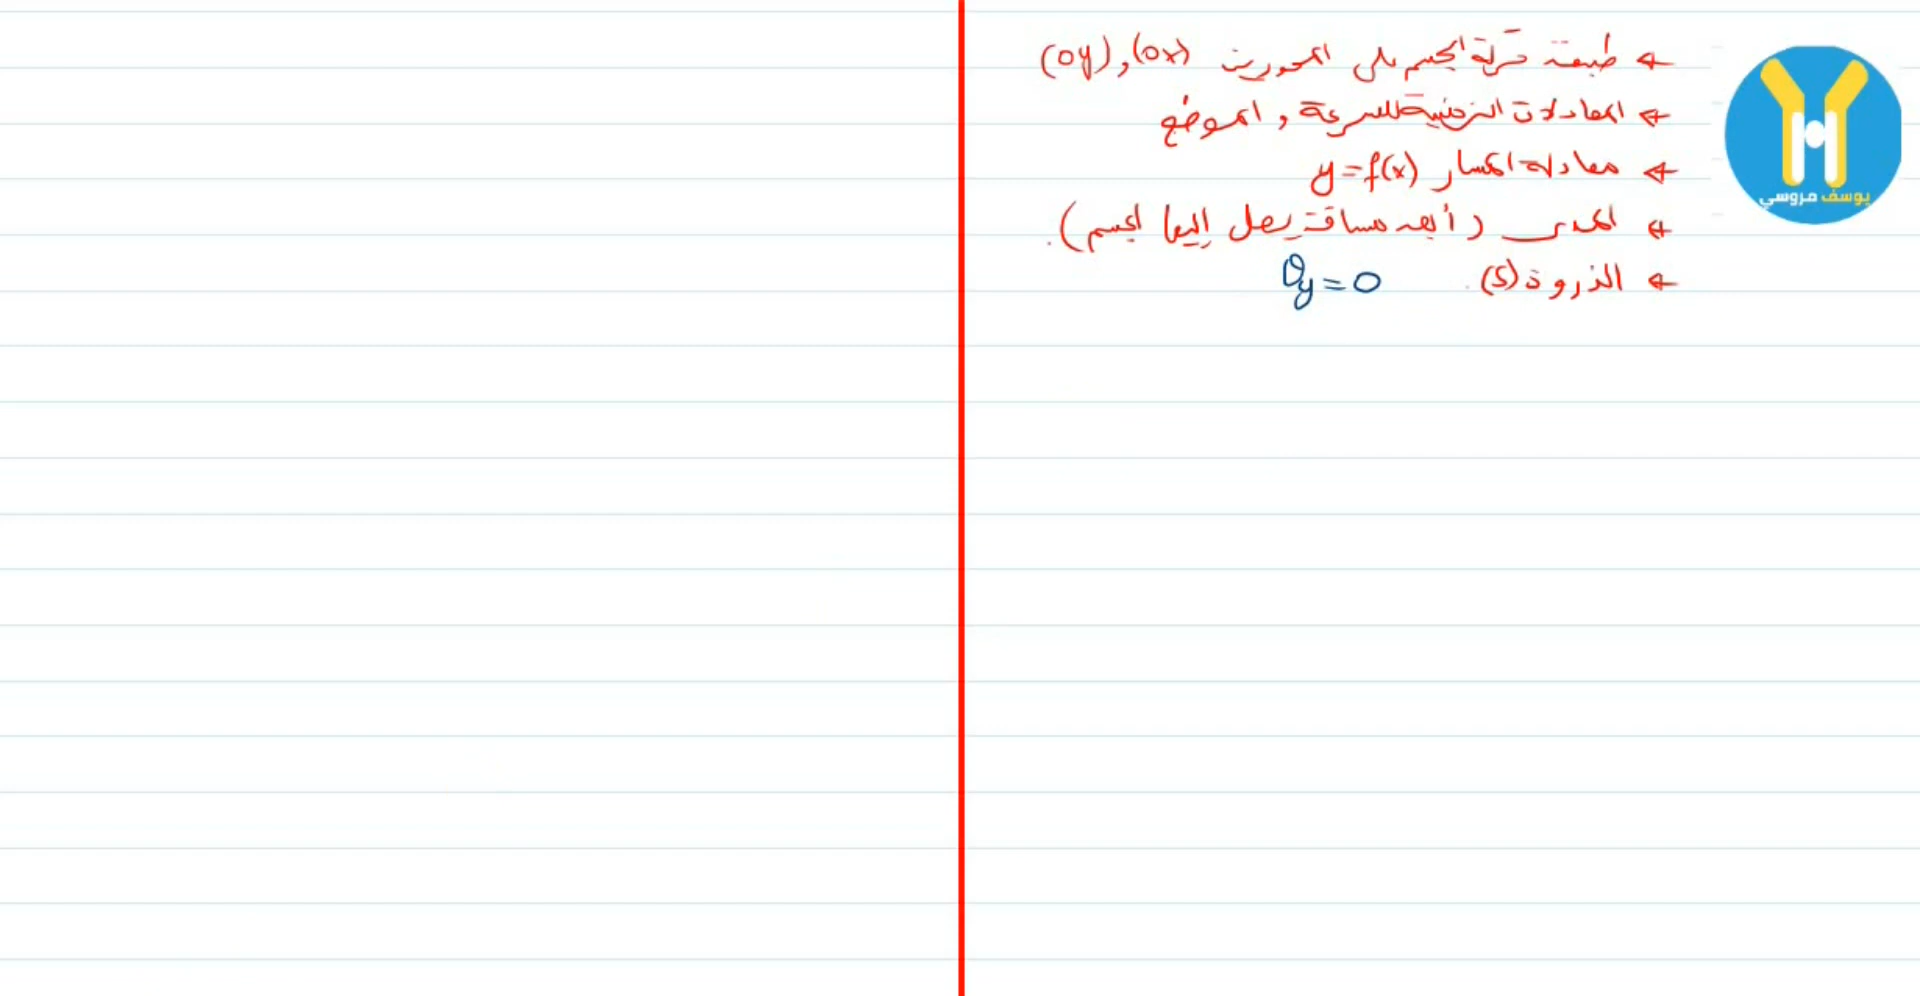 ← طبيعة حركة الجسم على المحورين (ox) و (oy)
← المعادلات الزمنية للسرعة و الموضع
← معادلة المسار y=f(x)
← المدى (أبعد مسافة يصل إليها الجسم).
← الذروة (S). v_y = 0
يوسف مروسي